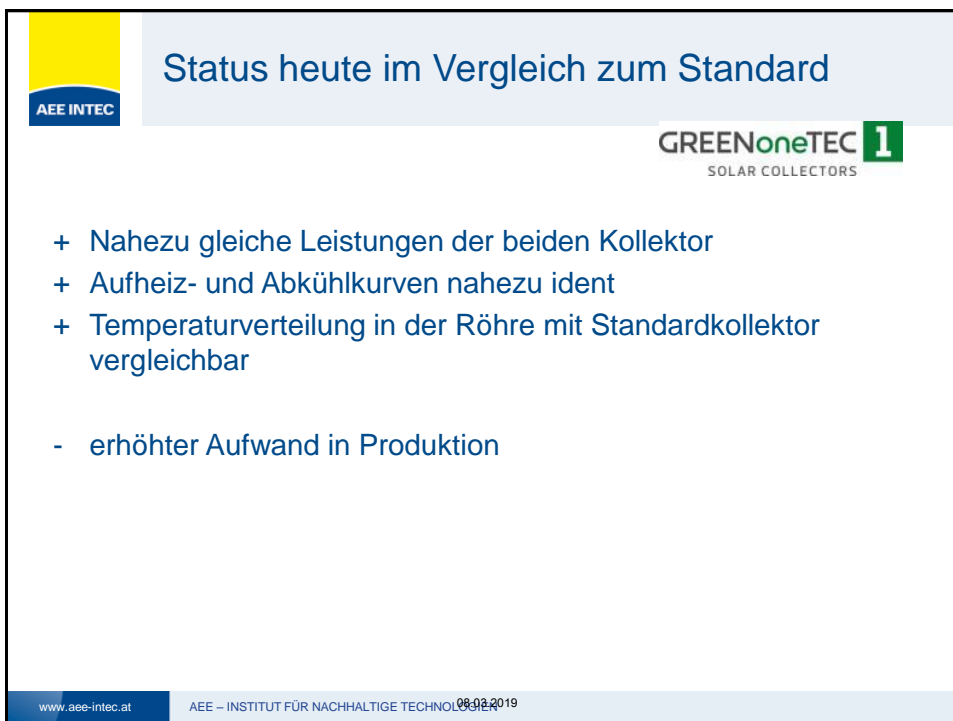 Status heute im Vergleich zum Standard
AEE INTEC
GREENoneTEC 1
SOLAR COLLECTORS
+ Nahezu gleiche Leistungen der beiden Kollektor
+ Aufheiz- und Abkühlkurven nahezu ident
+ Temperaturverteilung in der Röhre mit Standardkollektor
vergleichbar
- erhöhter Aufwand in Produktion
www.aee-intec.at
AEE – INSTITUT FÜR NACHHALTIGE TECHNOLOGIEN
08.03.2019